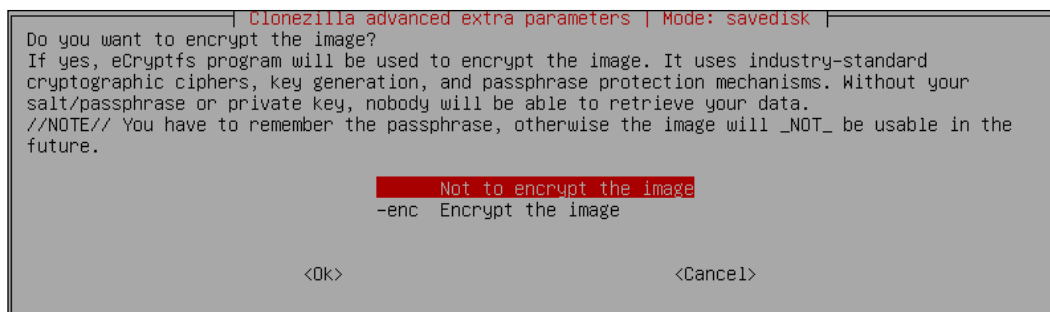 Clonezilla advanced extra parameters | Mode: savedisk
Do you want to encrypt the image?
If yes, eCryptfs program will be used to encrypt the image. It uses industry-standard
cryptographic ciphers, key generation, and passphrase protection mechanisms. Without your
salt/passphrase or private key, nobody will be able to retrieve your data.
//NOTE// You have to remember the passphrase, otherwise the image will _NOT_ be usable in the
future.
Not to encrypt the image
-enc Encrypt the image
<Ok> <Cancel>